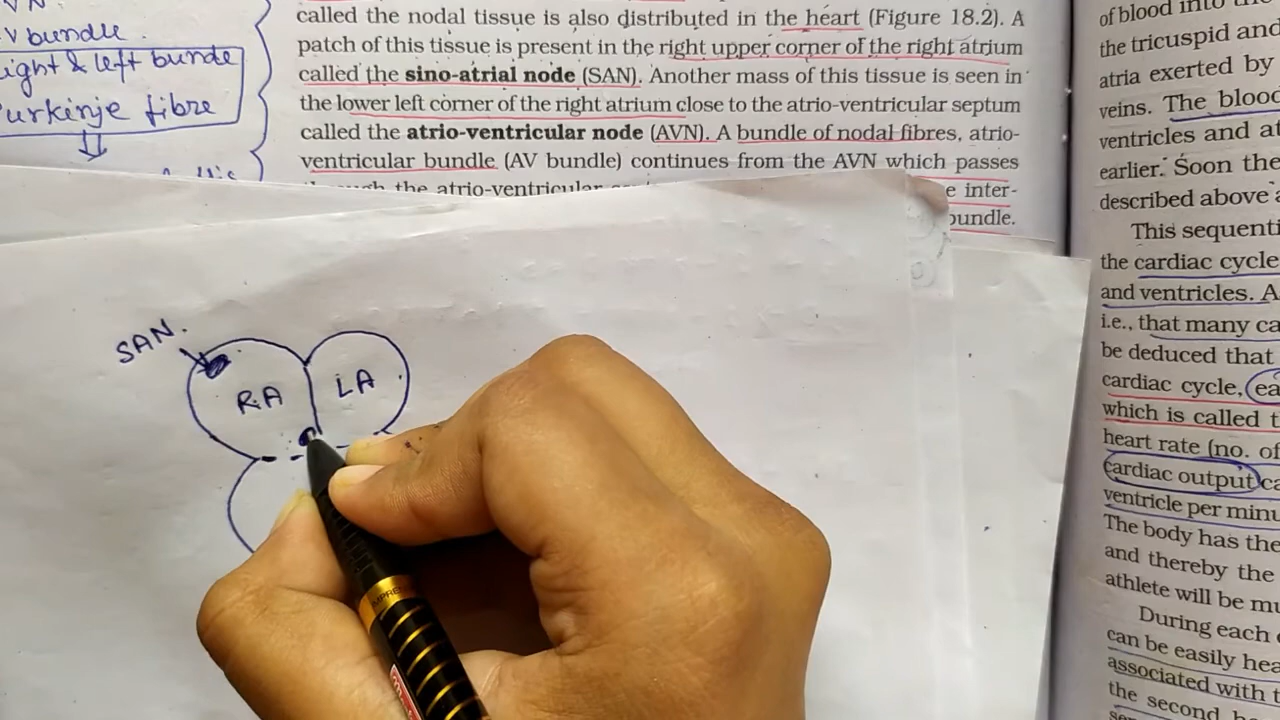 V bundle.
ight & left bundle
urkinje fibre
called the nodal tissue is also distributed in the heart (Figure 18.2). A
patch of this tissue is present in the right upper corner of the right atrium
called the sino-atrial node (SAN). Another mass of this tissue is seen in
the lower left corner of the right atrium close to the atrio-ventricular septum
called the atrio-ventricular node (AVN). A bundle of nodal fibres, atrio-
ventricular bundle (AV bundle) continues from the AVN which passes
the atrio-ventricular
e inter-
bundle.
SAN.
RA
LA
of blood into
the tricuspid and
atria exerted by
veins. The blood
ventricles and
earlier. Soon the
described above
This sequenti
the cardiac cycle
and ventricles. A
i.e., that many ca
be deduced that
cardiac cycle, (ea
which is called t
heart rate (no. of
cardiac output ca
ventricle per minu
The body has the
and thereby the
athlete will be mu
During each
can be easily hea
associated with t
the second